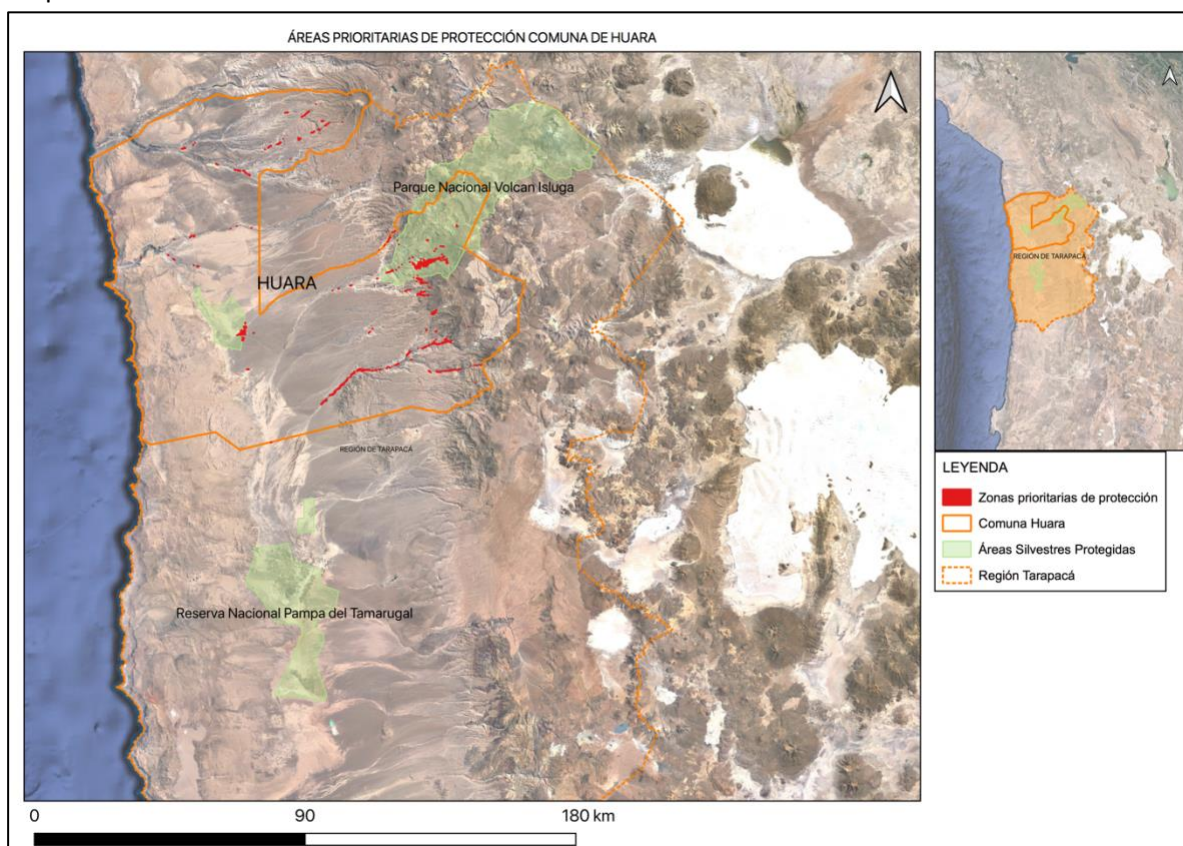 ÁREAS PRIORITARIAS DE PROTECCIÓN COMUNA DE HUARA
Parque Nacional Volcan Isluga
HUARA
REGIÓN DE TARAPACÁ
Reserva Nacional Pampa del Tamarugal
0 90 180 km
REGIÓN DE TARAPACÁ
LEYENDA
Zonas prioritarias de protección
Comuna Huara
Áreas Silvestres Protegidas
Región Tarapacá